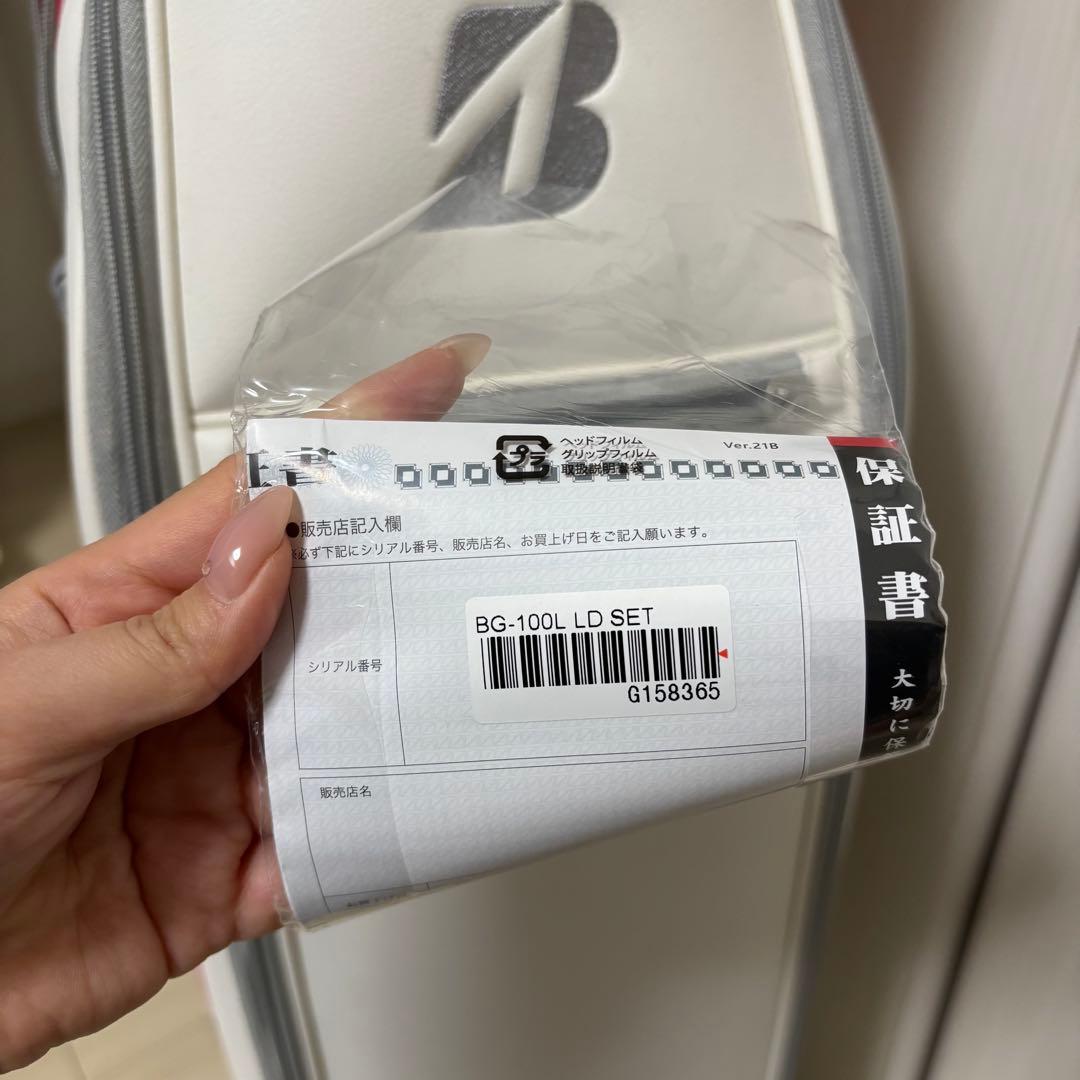 証書
プラ
ヘッドフィルム
グリップフィルム
取扱説明書袋
Ver.21B
●販売店記入欄
※必ず下記にシリアル番号、販売店名、お買上げ日をご記入願います。
シリアル番号
BG-100L LD SET
G158365
販売店名
保証書
大切に保